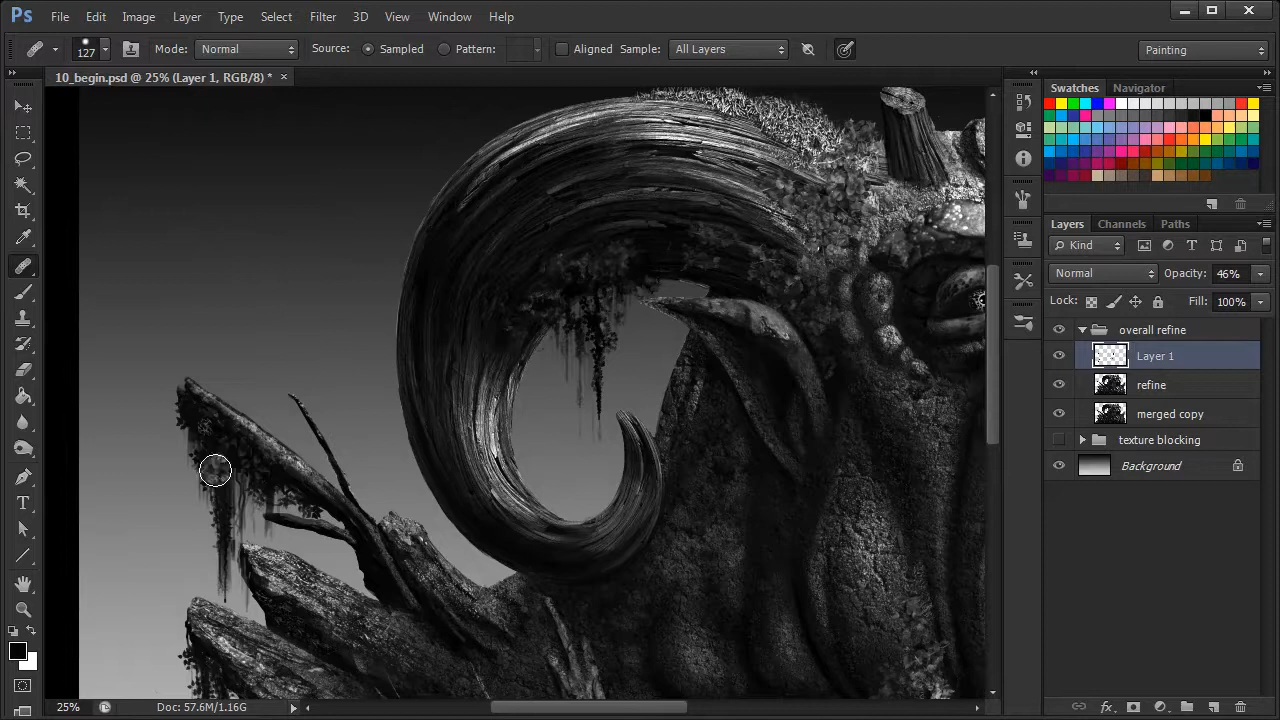 Ps File Edit Image Layer Type Select Filter 3D View Window Help
127 Mode: Normal Source: Sampled Pattern: Aligned Sample: All Layers Painting
10_begin.psd @ 25% (Layer 1, RGB/8) *
Swatches Navigator
Layers Channels Paths
Kind
Normal Opacity: 46%
Lock: Fill: 100%
overall refine
Layer 1
refine
merged copy
texture blocking
Background
25% Doc: 57.6M/1.16G